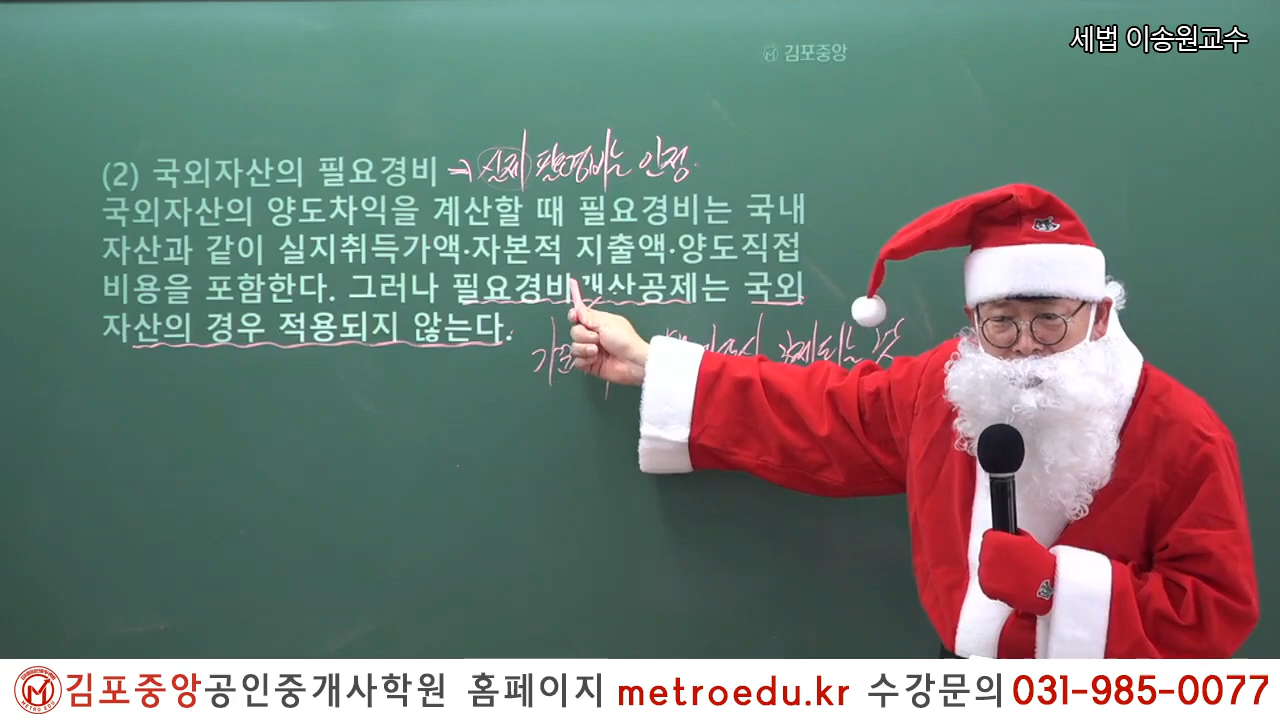 세법 이송원교수
김포중앙
(2) 국외자산의 필요경비 → 실제 필요경비는 인정.
국외자산의 양도차익을 계산할 때 필요경비는 국내
자산과 같이 실지취득가액·자본적 지출액·양도직접
비용을 포함한다. 그러나 필요경비개산공제는 국외
자산의 경우 적용되지 않는다.
METRO EDU
김포중앙공인중개사학원 홈페이지 metroedu.kr 수강문의 031-985-0077